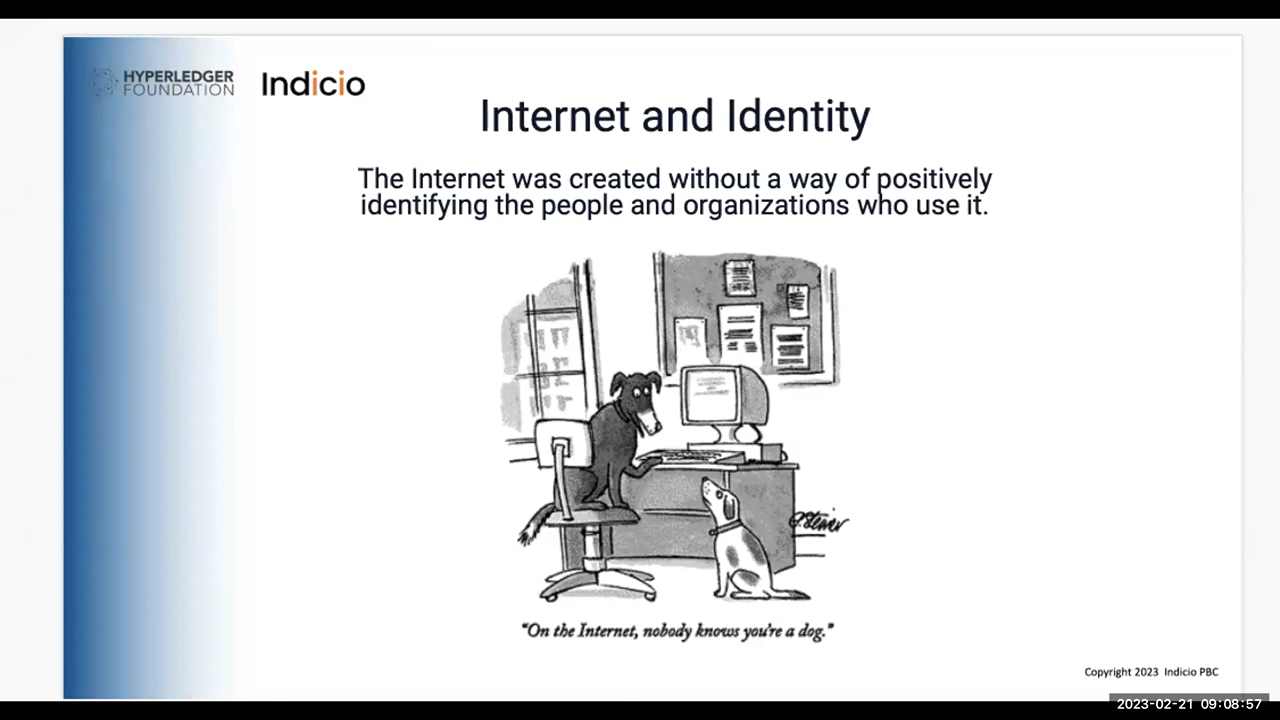 HYPERLEDGER
FOUNDATION
Indicio
Internet and Identity
The Internet was created without a way of positively
identifying the people and organizations who use it.
P. Steiner
"On the Internet, nobody knows you're a dog."
Copyright 2023 Indicio PBC
2023-02-21 09:08:57